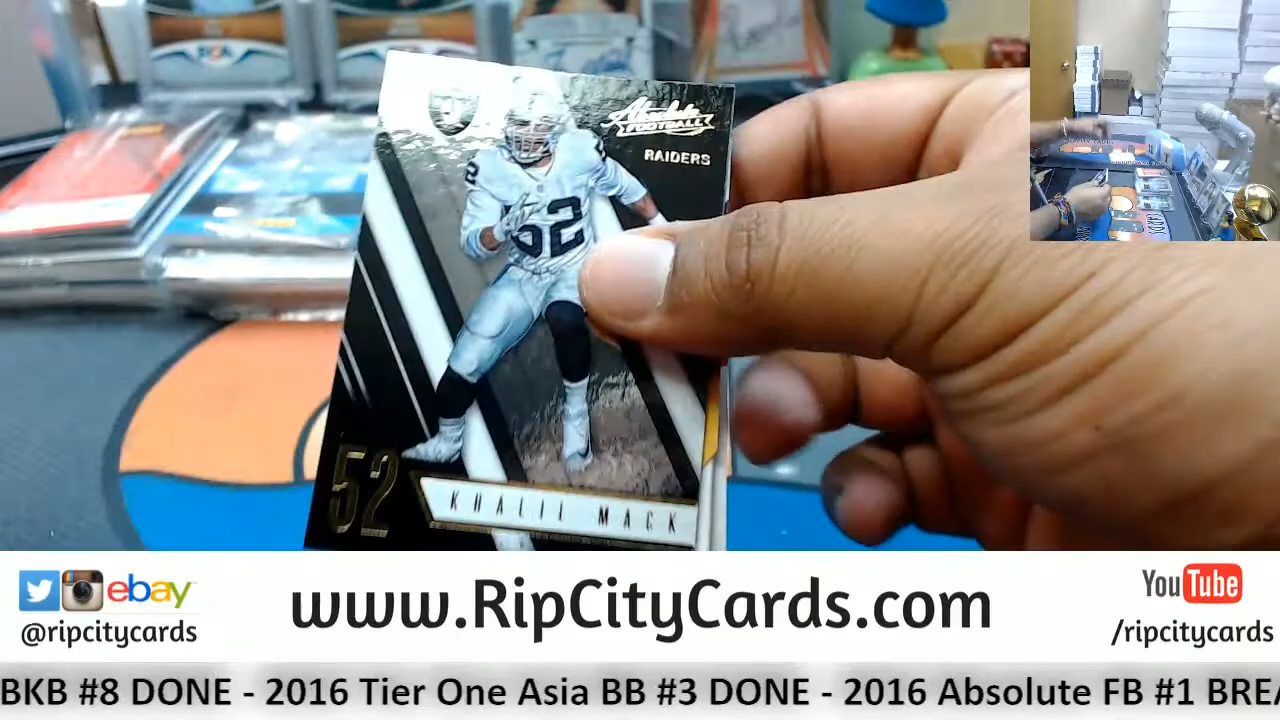 Absolute
FOOTBALL
RAIDERS
52
52
KHALIL MACK
ebay
@ripcitycards
www.RipCityCards.com
YouTube
/ripcitycards
BKB #8 DONE - 2016 Tier One Asia BB #3 DONE - 2016 Absolute FB #1 BREA